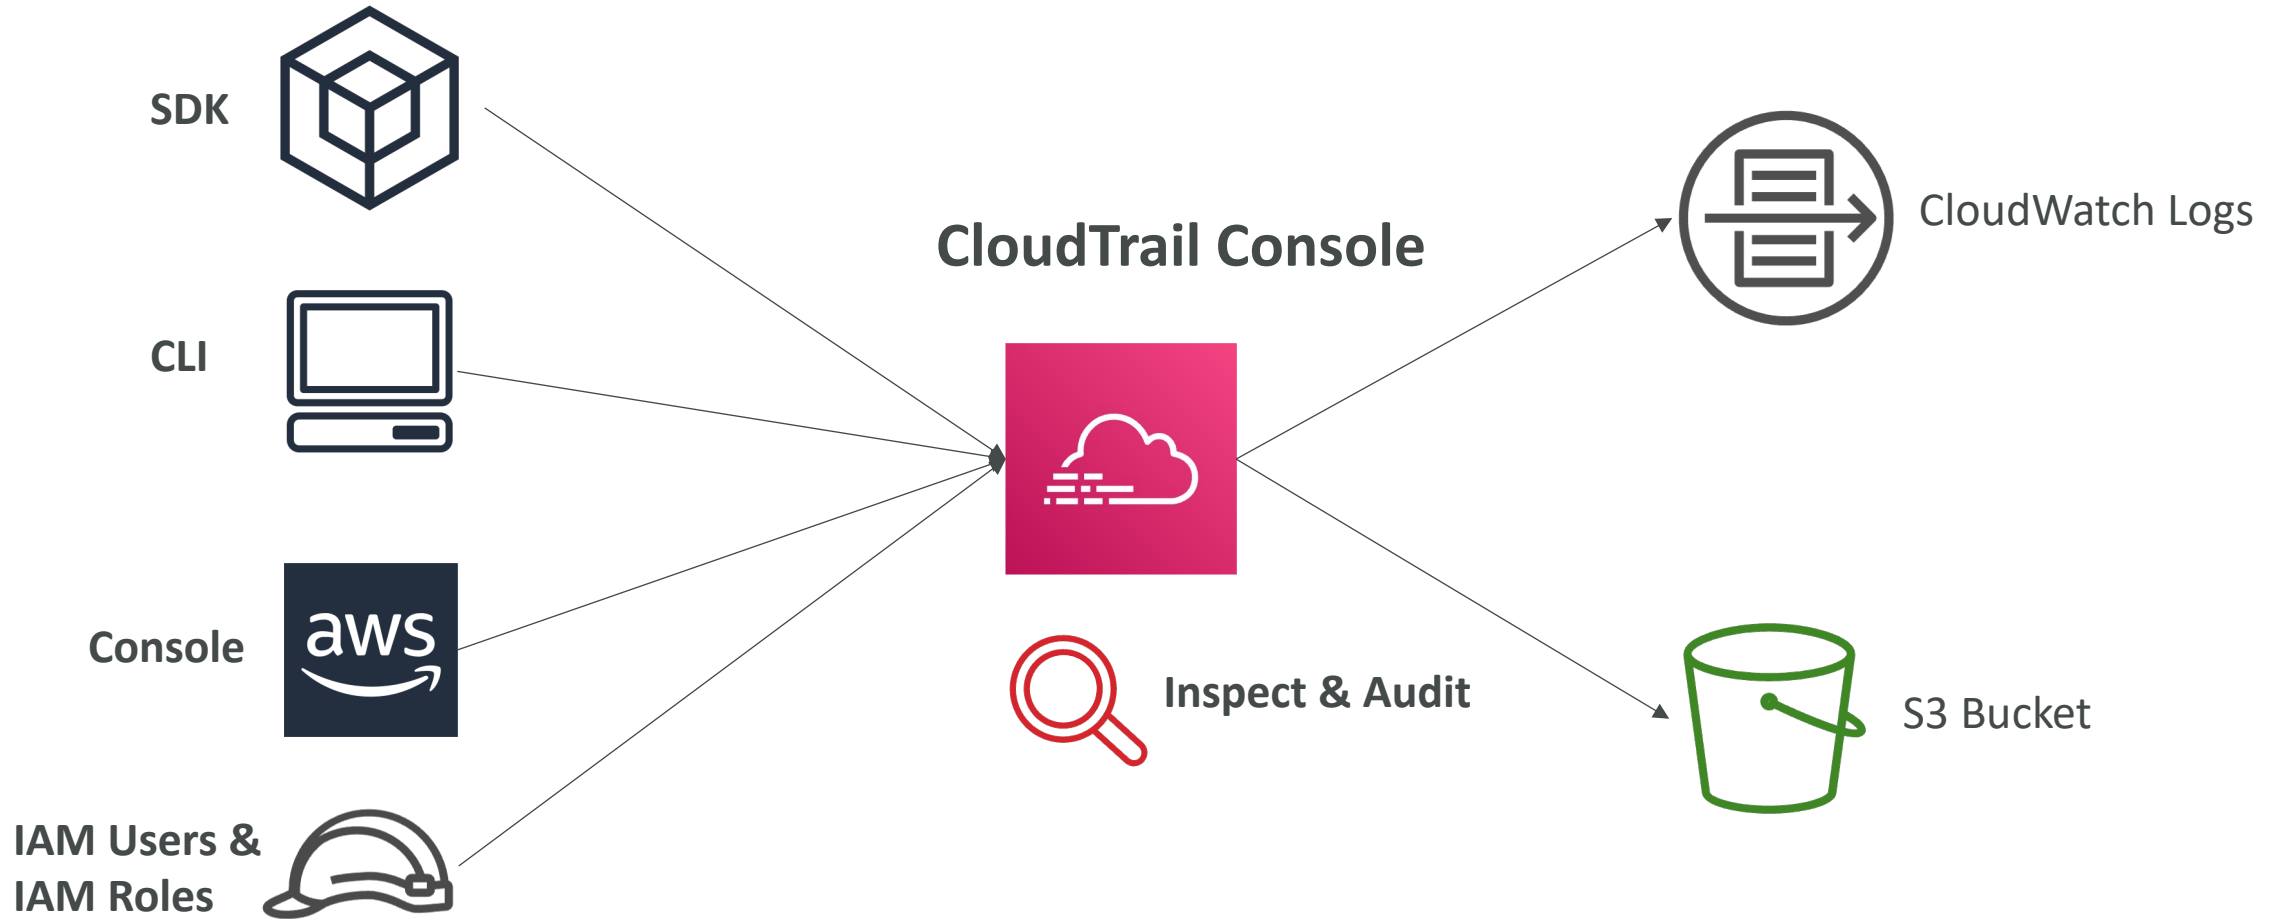 SDK
CLI
Console
aws
IAM Users &
IAM Roles
CloudTrail Console
Inspect & Audit
CloudWatch Logs
S3 Bucket